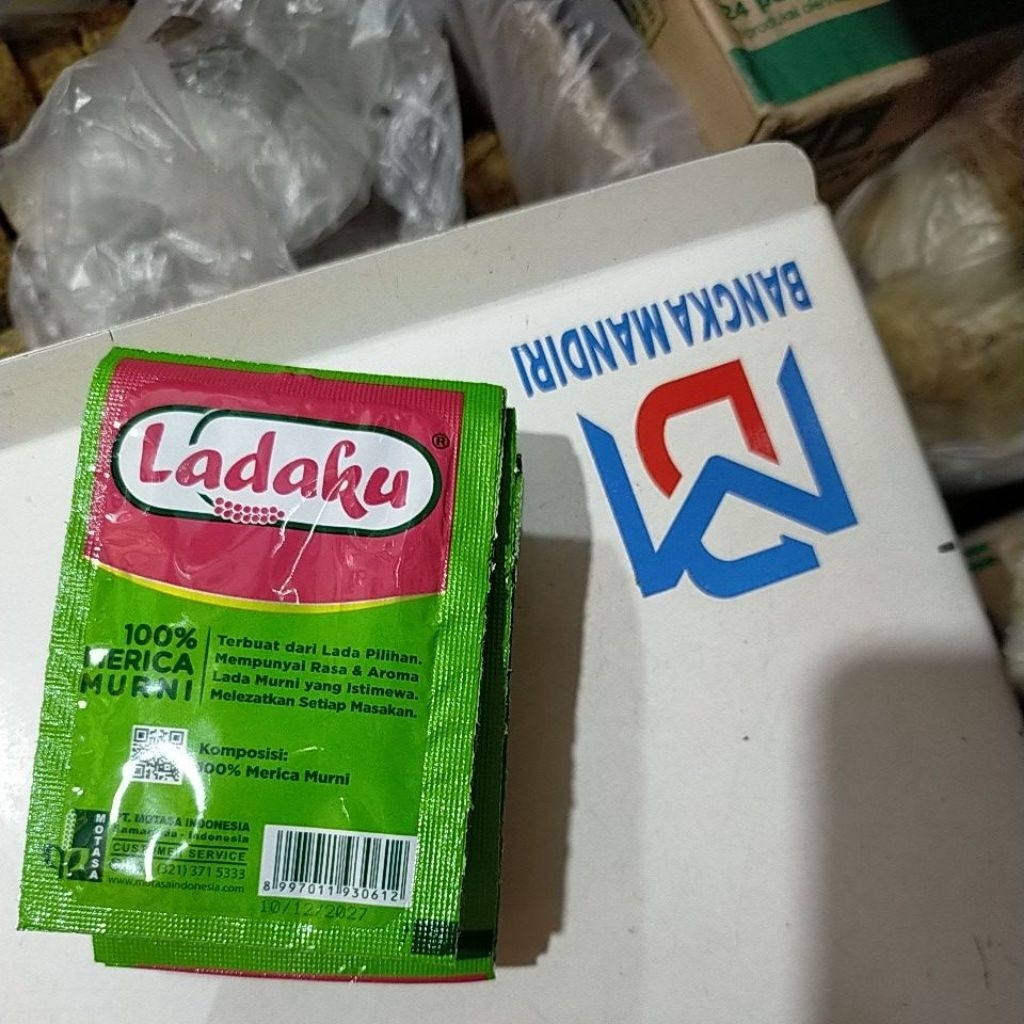 24
BANGKA MANDIRI
Ladaku®
100%
MERICA
MURNI
Terbuat dari Lada Pilihan.
Mempunyai Rasa & Aroma
Lada Murni yang Istimewa.
Melezatkan Setiap Masakan.
Komposisi:
100% Merica Murni
MOTASA
PT. MOTASA INDONESIA
Indonesia
CUSTOMER SERVICE
(321) 371 5333
www.motasaindonesia.com
8 997011 930612
10/12/2027